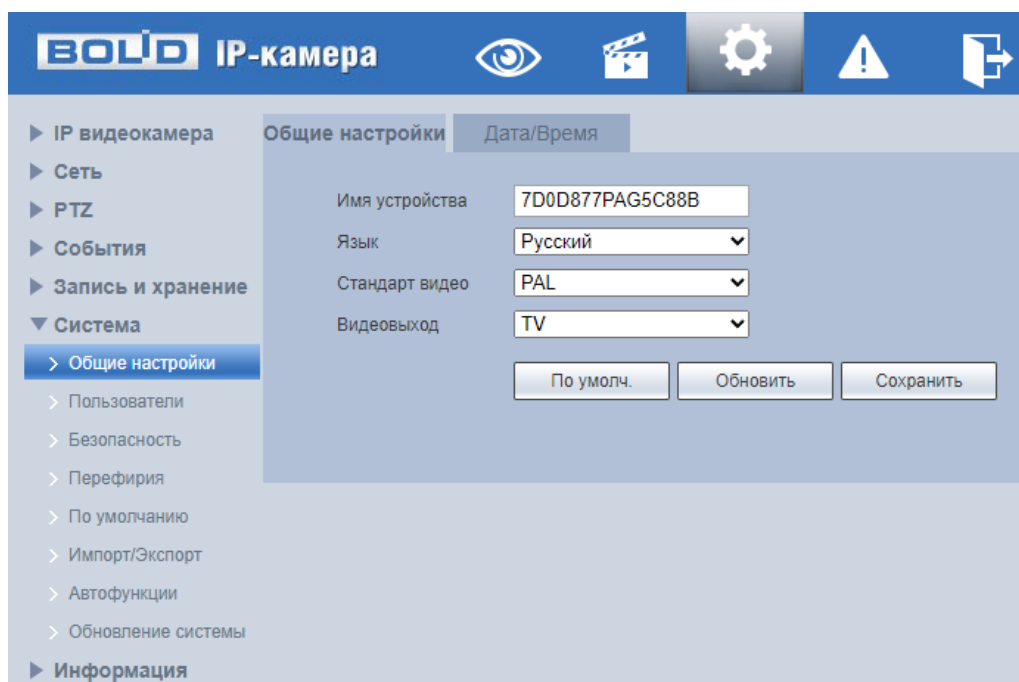 BOLID IP-камера
IP видеокамера
Сеть
PTZ
События
Запись и хранение
Система
Общие настройки
Пользователи
Безопасность
Перефирия
По умолчанию
Импорт/Экспорт
Автофункции
Обновление системы
Информация
Общие настройки Дата/Время
Имя устройства 7D0D877PAG5C88B
Язык Русский
Стандарт видео PAL
Видеовыход TV
По умолч. Обновить Сохранить